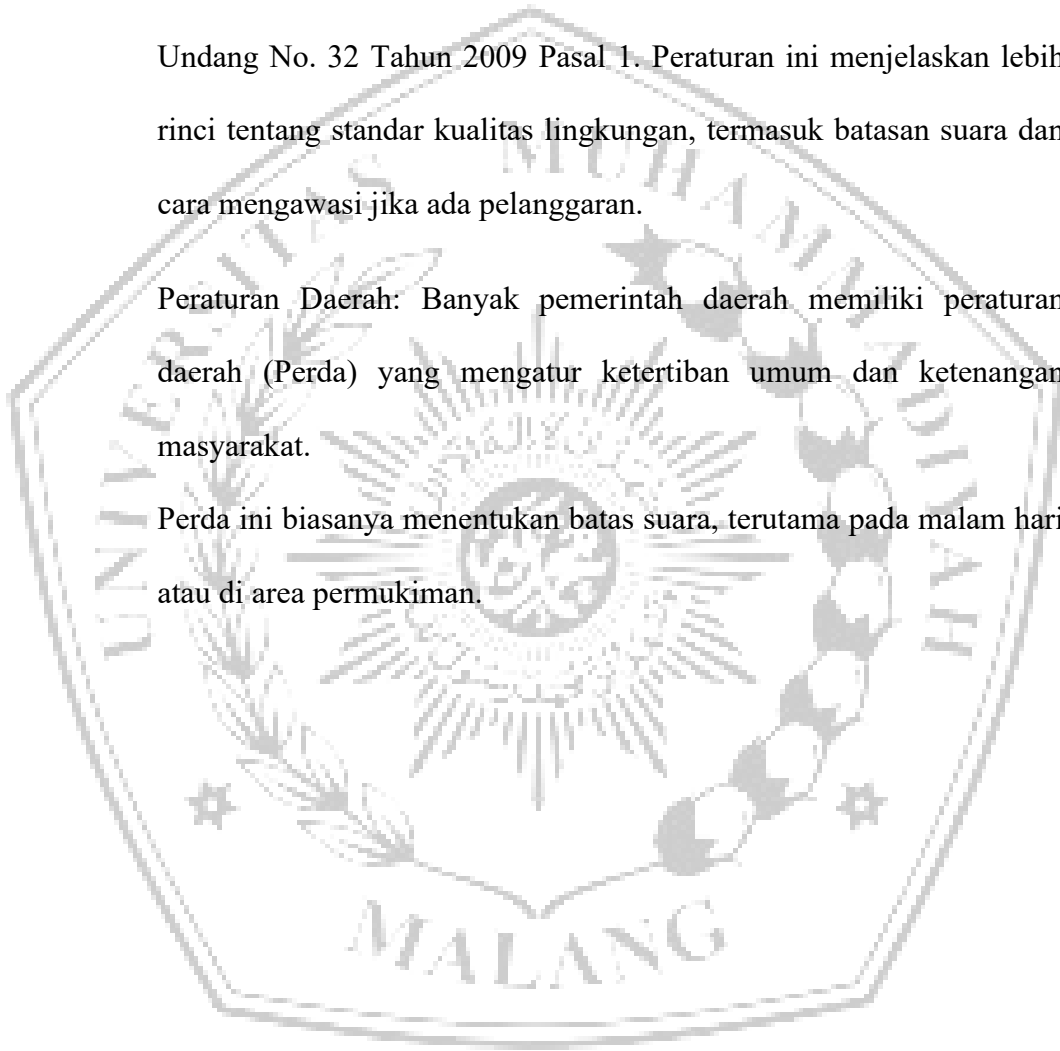 Undang No. 32 Tahun 2009 Pasal 1. Peraturan ini menjelaskan lebih
rinci tentang standar kualitas lingkungan, termasuk batasan suara dan
cara mengawasi jika ada pelanggaran.
Peraturan Daerah: Banyak pemerintah daerah memiliki peraturan
daerah (Perda) yang mengatur ketertiban umum dan ketenangan
masyarakat.
Perda ini biasanya menentukan batas suara, terutama pada malam hari
atau di area permukiman.
UNIVERSITAS MUHAMMADIYAH
MALANG